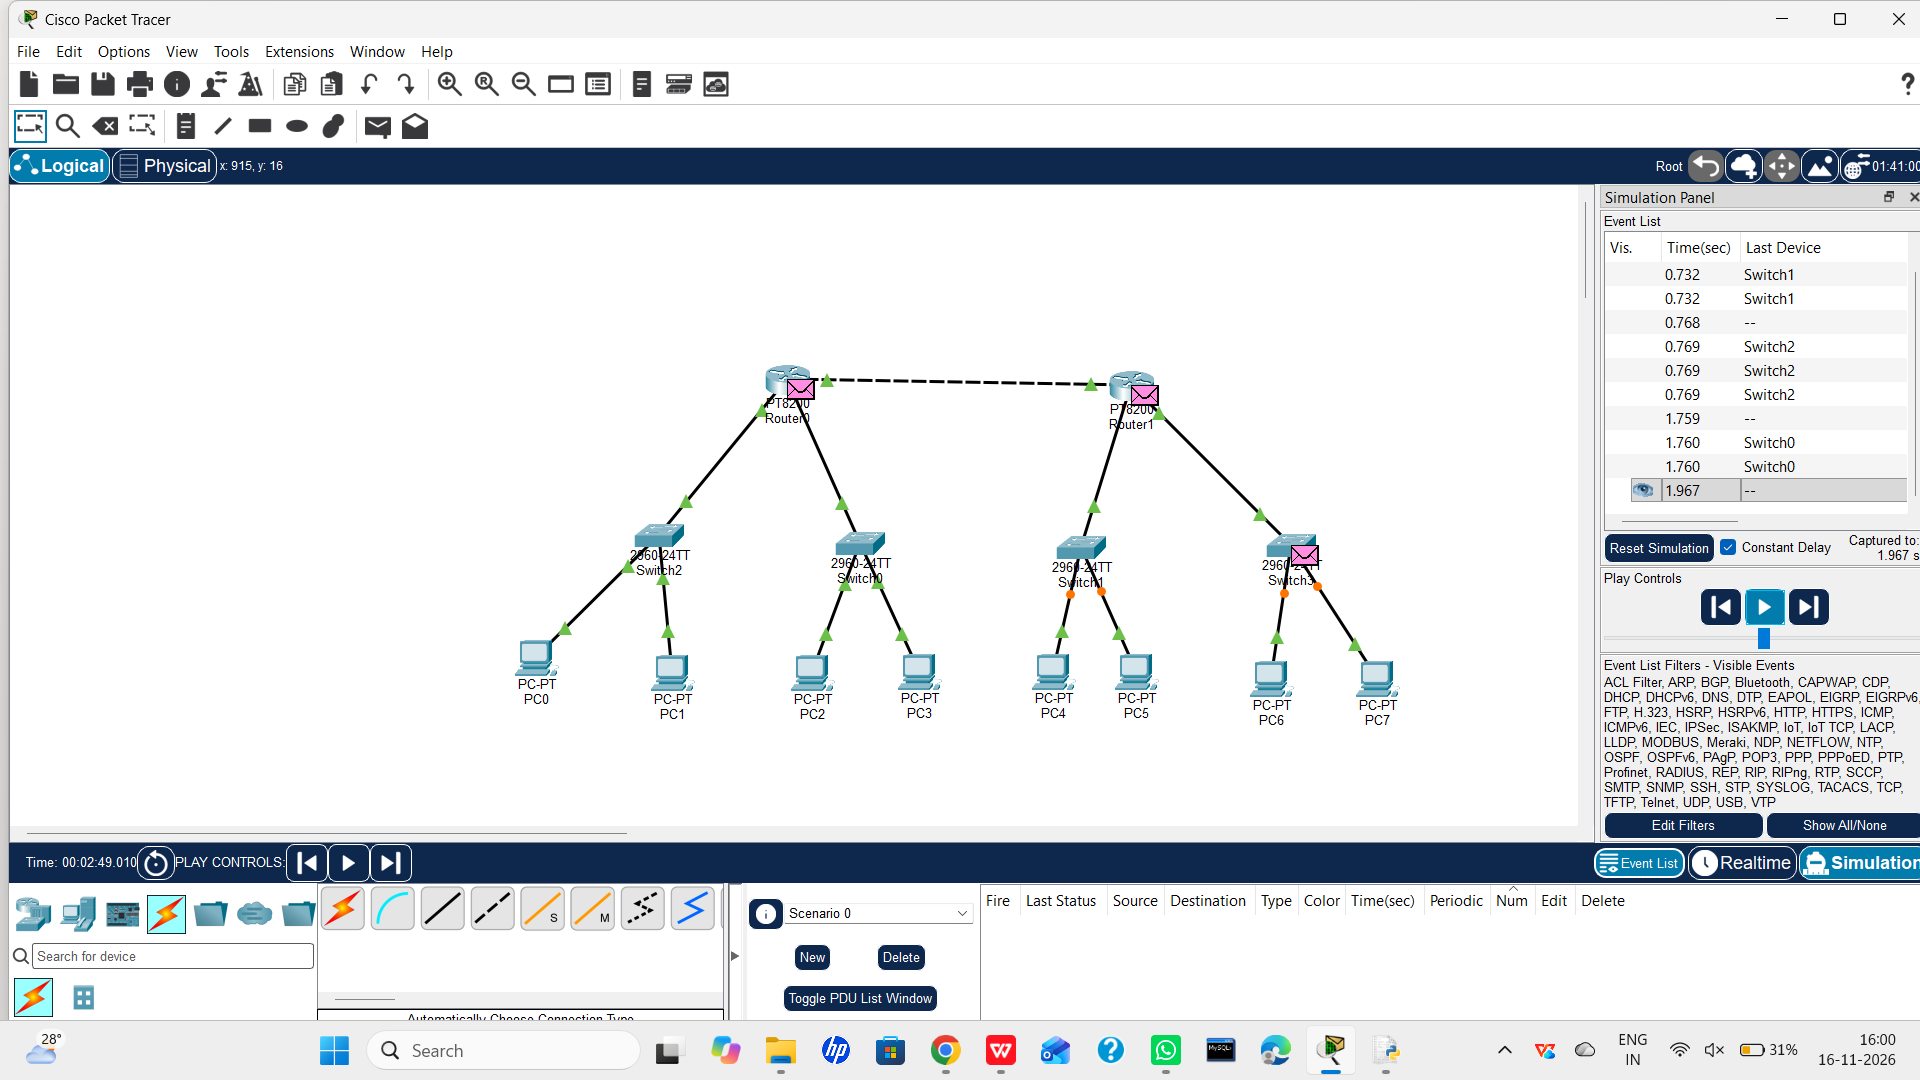 Cisco Packet Tracer
File Edit Options View Tools Extensions Window Help
Logical Physical x: 915, y: 16
Root 01:41:00
Simulation Panel
Event List
Vis. Time(sec) Last Device
0.732 Switch1
0.732 Switch1
0.768 --
0.769 Switch2
0.769 Switch2
0.769 Switch2
1.759 --
1.760 Switch0
1.760 Switch0
1.967 --
Reset Simulation Constant Delay Captured to:
1.967 s
Play Controls
Event List Filters - Visible Events
ACL Filter, ARP, BGP, Bluetooth, CAPWAP, CDP,
DHCP, DHCPv6, DNS, DTP, EAPOL, EIGRP, EIGRPv6,
FTP, H.323, HSRP, HSRPv6, HTTP, HTTPS, ICMP,
ICMPv6, IEC, IPSec, ISAKMP, IoT, IoT TCP, LACP,
LLDP, MODBUS, Meraki, NDP, NETFLOW, NTP,
OSPF, OSPFv6, PAgP, POP3, PPP, PPPoED, PTP,
Profinet, RADIUS, REP, RIP, RIPng, RTP, SCCP,
SMTP, SNMP, SSH, STP, SYSLOG, TACACS, TCP,
TFTP, Telnet, UDP, USB, VTP
Edit Filters Show All/None
PT8200
Router0
PT8200
Router1
2960-24TT
Switch2
2960-24TT
Switch0
2960-24TT
Switch1
2960-24TT
Switch3
PC-PT
PC0
PC-PT
PC1
PC-PT
PC2
PC-PT
PC3
PC-PT
PC4
PC-PT
PC5
PC-PT
PC6
PC-PT
PC7
Time: 00:02:49.010 PLAY CONTROLS:
Event List Realtime Simulation
S M
Search for device
Automatically Choose Connection Type
Scenario 0
New Delete
Toggle PDU List Window
Fire Last Status Source Destination Type Color Time(sec) Periodic Num Edit Delete
28°
Search
hp
W
MySQL
ENG
IN
31%
16:00
16-11-2026